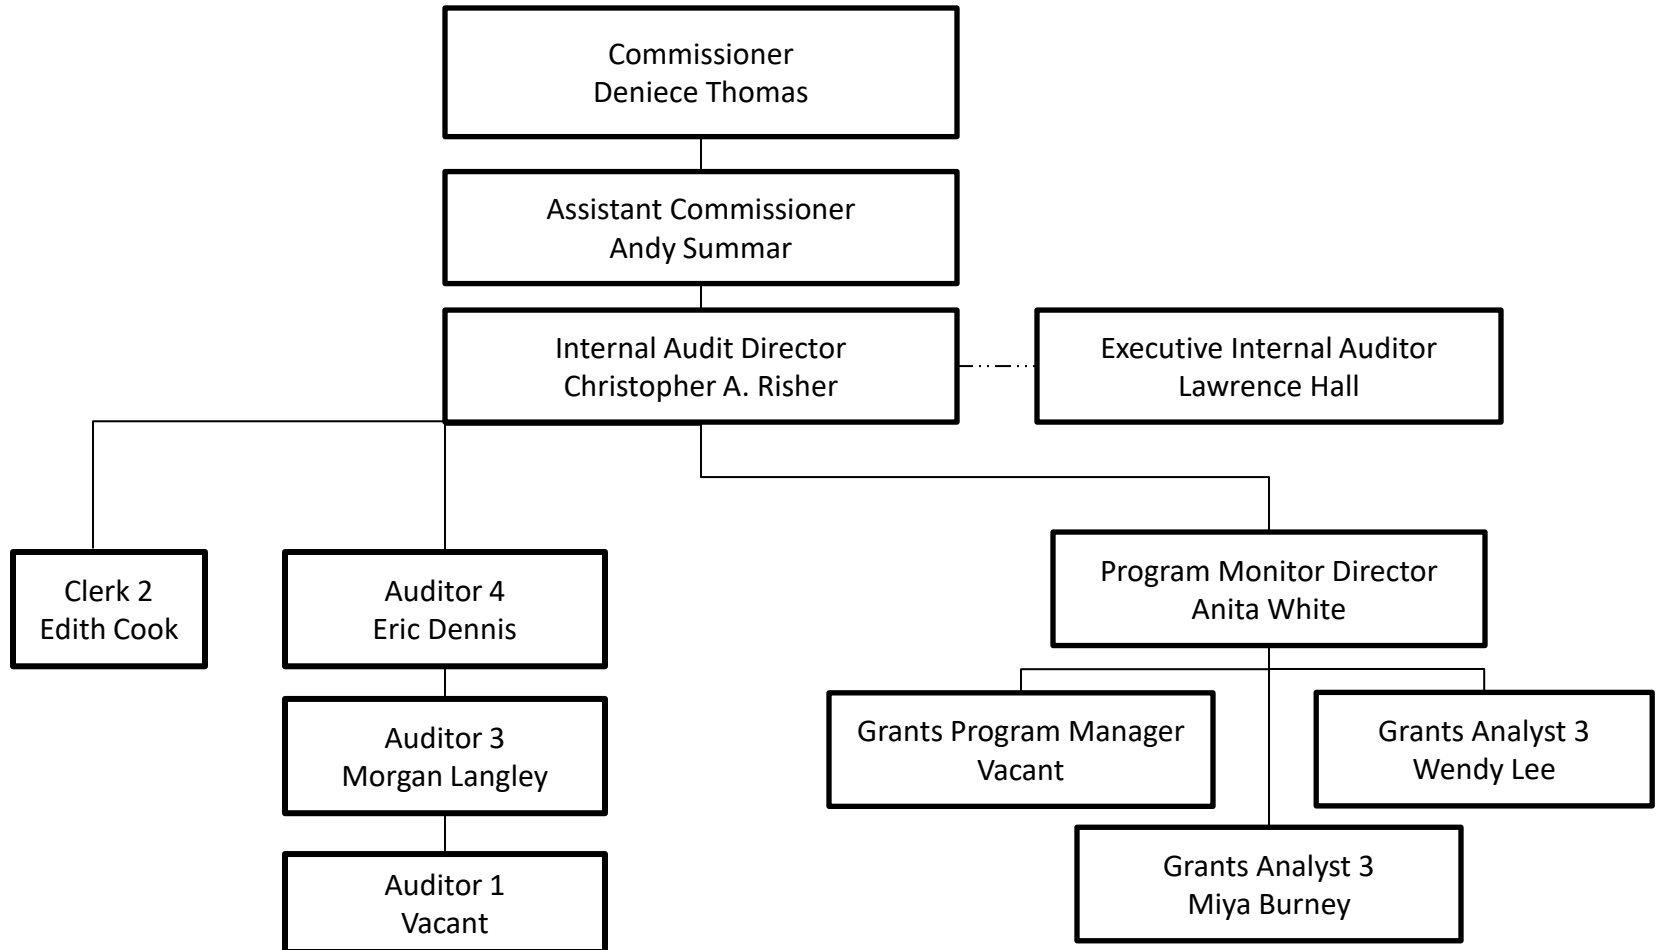 Commissioner
Deniece Thomas
Assistant Commissioner
Andy Summar
Internal Audit Director
Christopher A. Risher
Executive Internal Auditor
Lawrence Hall
Clerk 2
Edith Cook
Auditor 4
Eric Dennis
Program Monitor Director
Anita White
Auditor 3
Morgan Langley
Grants Program Manager
Vacant
Grants Analyst 3
Wendy Lee
Auditor 1
Vacant
Grants Analyst 3
Miya Burney